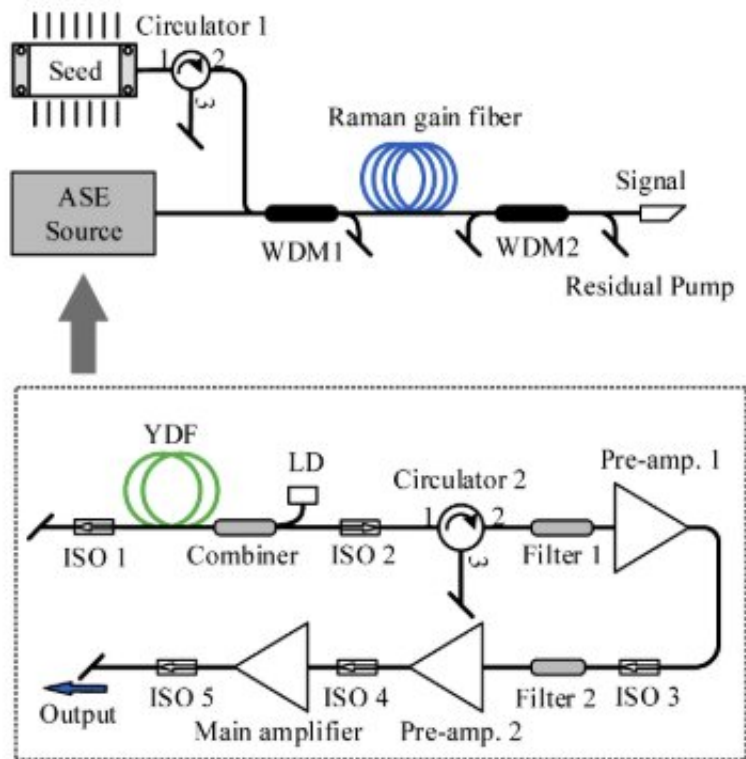 Circulator 1
1 2
Seed
3
Raman gain fiber
Signal
ASE
Source
WDM1
WDM2
Residual Pump
YDF
LD
Circulator 2
Pre-amp. 1
1 2
ISO 1
Combiner
ISO 2
3
Filter 1
Output
ISO 5
Main amplifier
ISO 4
Pre-amp. 2
Filter 2
ISO 3